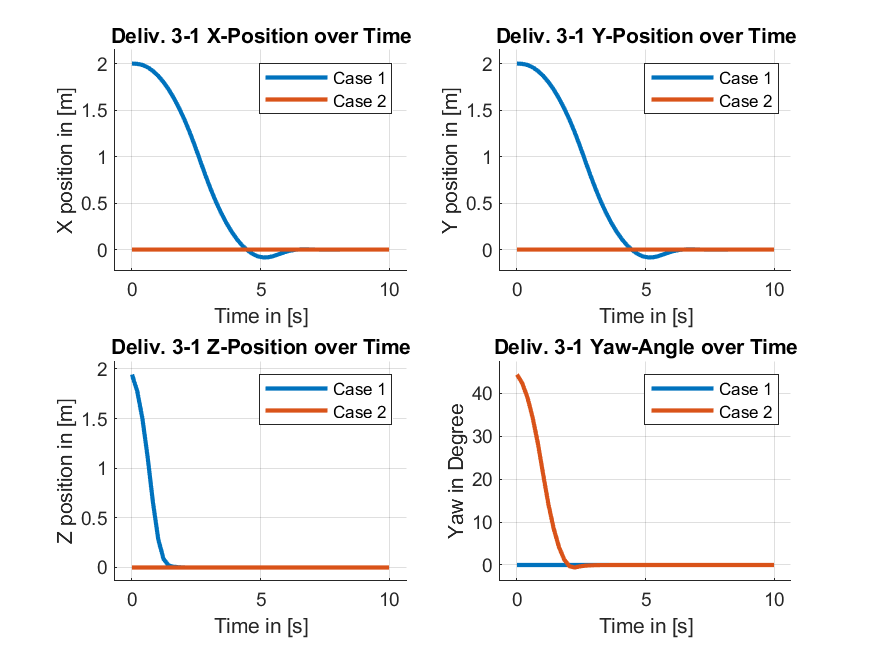 Deliv. 3-1 X-Position over Time
X position in [m]
2
1.5
1
0.5
0
Case 1
Case 2
0 5 10
Time in [s]
Deliv. 3-1 Y-Position over Time
Y position in [m]
2
1.5
1
0.5
0
Case 1
Case 2
0 5 10
Time in [s]
Deliv. 3-1 Z-Position over Time
Z position in [m]
2
1.5
1
0.5
0
Case 1
Case 2
0 5 10
Time in [s]
Deliv. 3-1 Yaw-Angle over Time
Yaw in Degree
40
30
20
10
0
Case 1
Case 2
0 5 10
Time in [s]